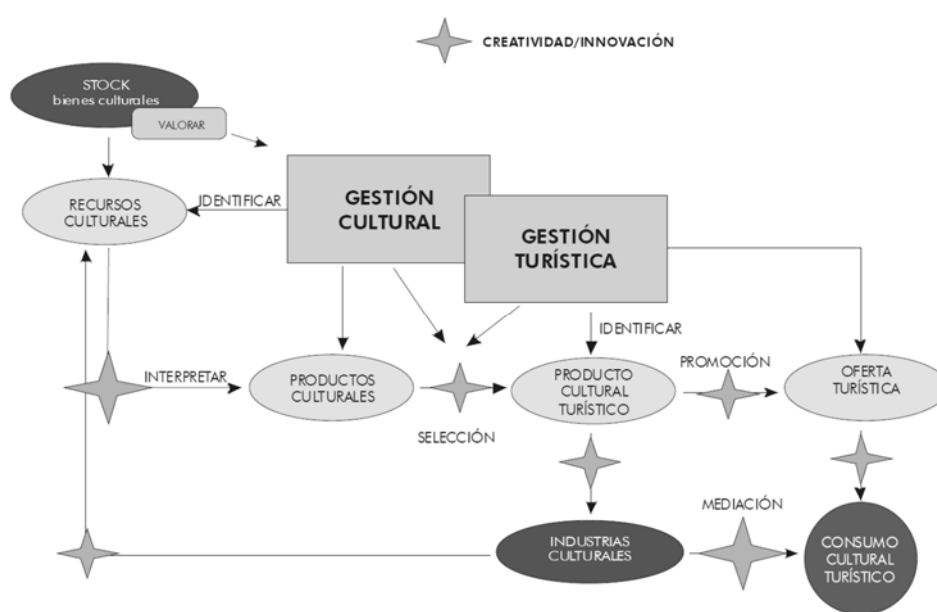 CREATIVIDAD/INNOVACIÓN
STOCK
bienes culturales
VALORAR
RECURSOS
CULTURALES
IDENTIFICAR
GESTIÓN
CULTURAL
GESTIÓN
TURÍSTICA
IDENTIFICAR
INTERPRETAR
PRODUCTOS
CULTURALES
SELECCIÓN
PRODUCTO
CULTURAL
TURÍSTICO
PROMOCIÓN
OFERTA
TURÍSTICA
MEDIACIÓN
INDUSTRIAS
CULTURALES
CONSUMO
CULTURAL
TURÍSTICO